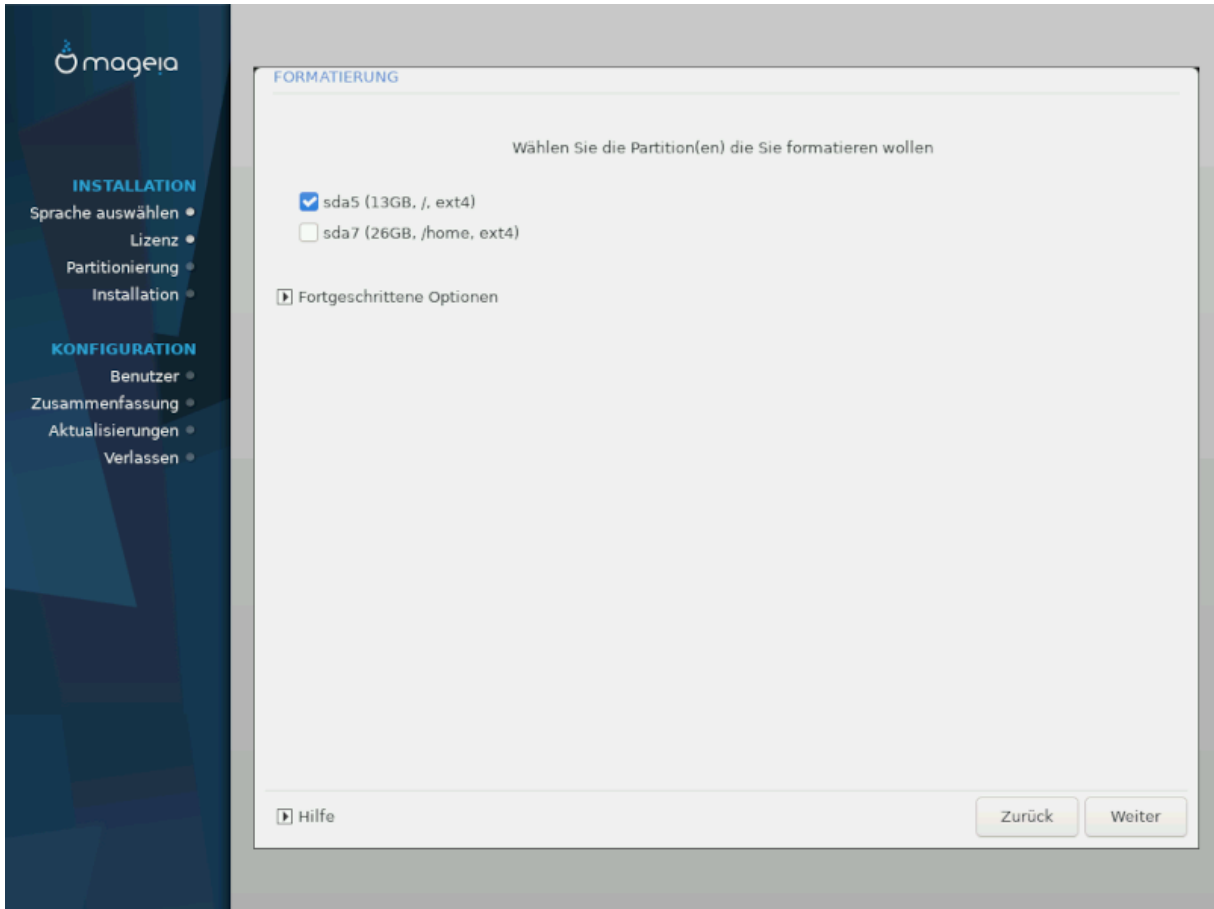 mageia
INSTALLATION
Sprache auswählen
Lizenz
Partitionierung
Installation
KONFIGURATION
Benutzer
Zusammenfassung
Aktualisierungen
Verlassen
FORMATIERUNG
Wählen Sie die Partition(en) die Sie formatieren wollen
sda5 (13GB, /, ext4)
sda7 (26GB, /home, ext4)
Fortgeschrittene Optionen
Hilfe
Zurück
Weiter